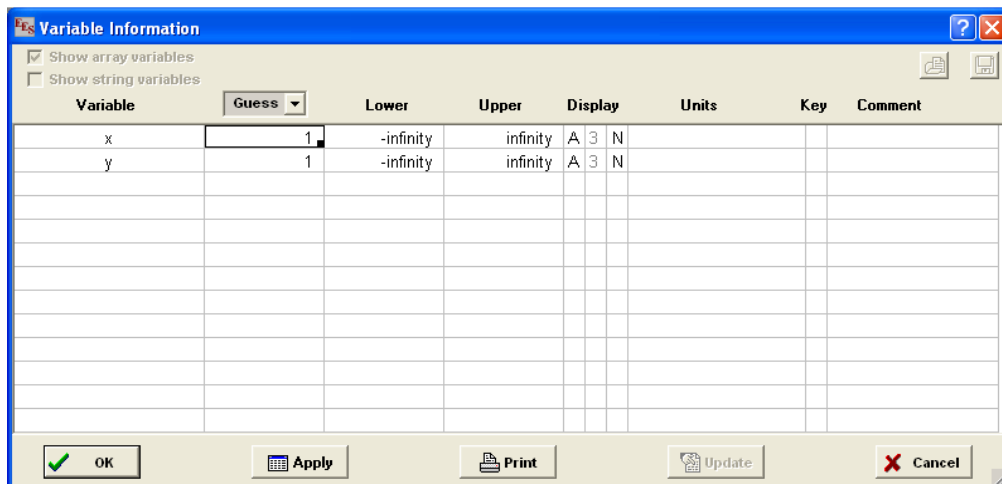 EES Variable Information
Show array variables
Show string variables
Variable Guess Lower Upper Display Units Key Comment
x 1 -infinity infinity A 3 N
y 1 -infinity infinity A 3 N
OK Apply Print Update Cancel